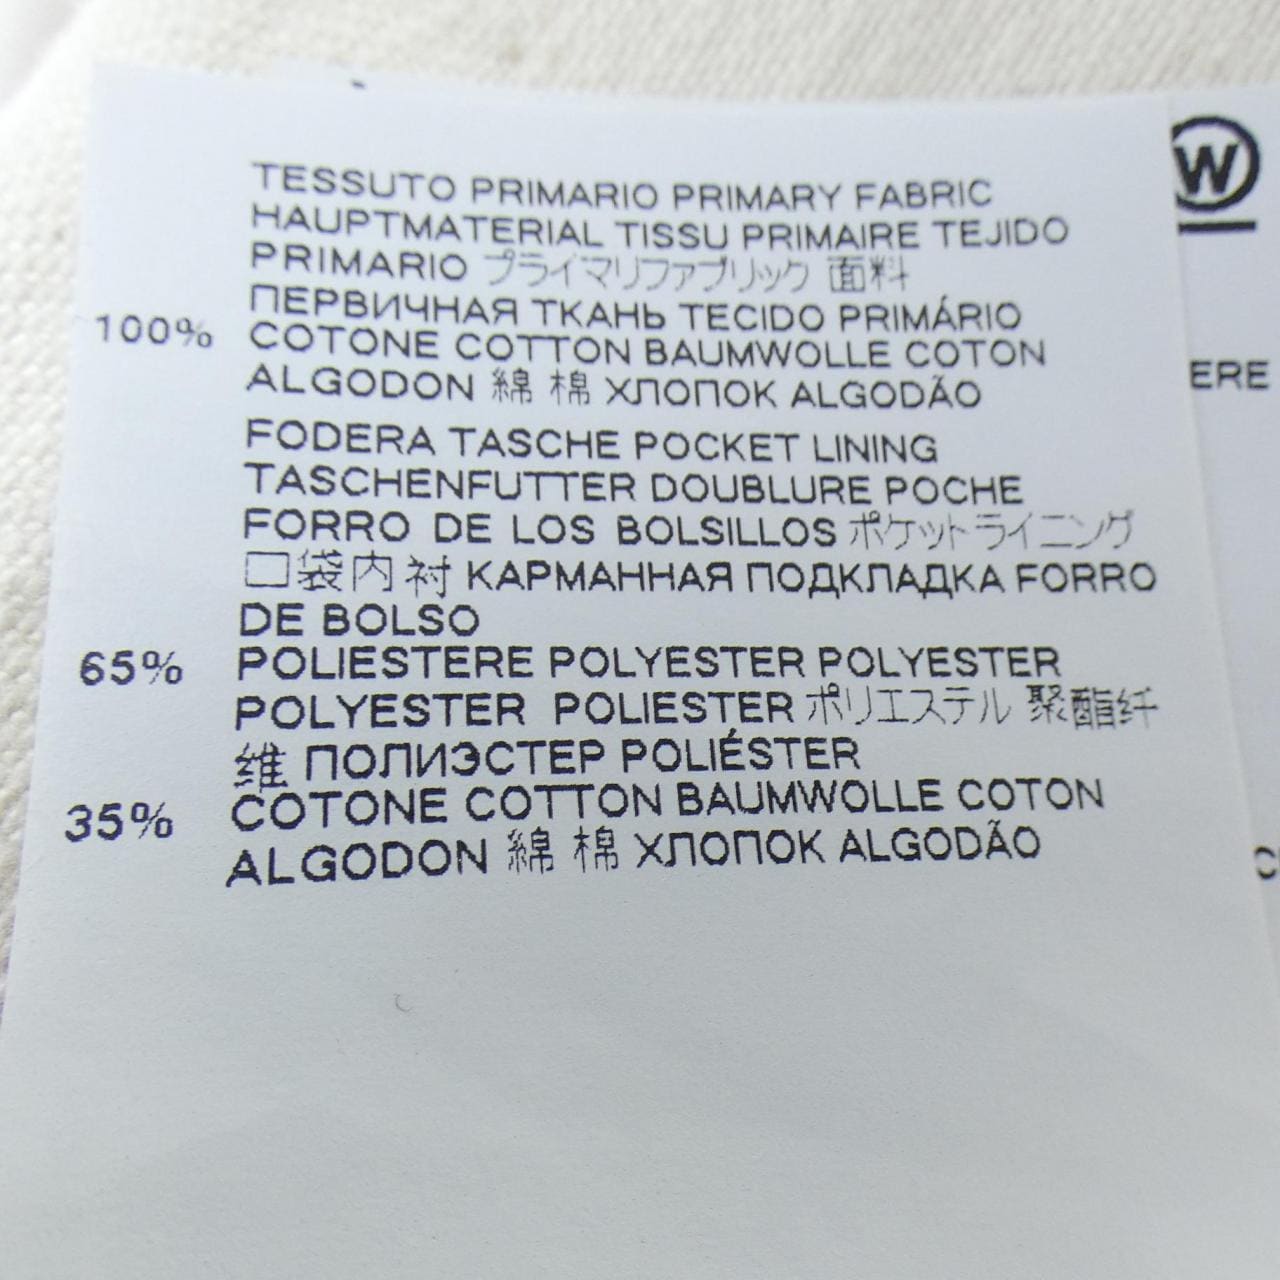 TESSUTO PRIMARIO PRIMARY FABRIC
HAUPTMATERIAL TISSU PRIMAIRE TEJIDO
PRIMARIO プライマリファブリック 面料
ПЕРВИЧНАЯ ТКАНЬ TECIDO PRIMÁRIO
100% COTONE COTTON BAUMWOLLE COTON
ALGODON 綿 棉 ХЛОПОК ALGODÃO
FODERA TASCHE POCKET LINING
TASCHENFUTTER DOUBLURE POCHE
FORRO DE LOS BOLSILLOS ポケットライニング
口袋内衬 КАРМАННАЯ ПОДКЛАДКА FORRO
DE BOLSO
65% POLIESTERE POLYESTER POLYESTER
POLYESTER POLIESTER ポリエステル 聚酯纤
维 ПОЛИЭСТЕР POLIÉSTER
35% COTONE COTTON BAUMWOLLE COTON
ALGODON 綿 棉 ХЛОПОК ALGODÃO
W
ERE